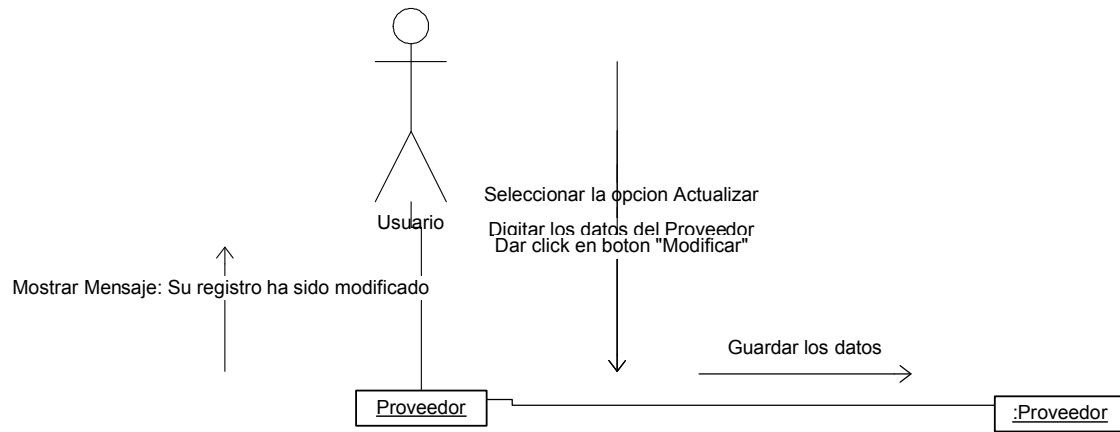 Seleccionar la opcion Actualizar
Usuario
Digitar los datos del Proveedor
Dar click en boton "Modificar"
Mostrar Mensaje: Su registro ha sido modificado
Guardar los datos
Proveedor
:Proveedor